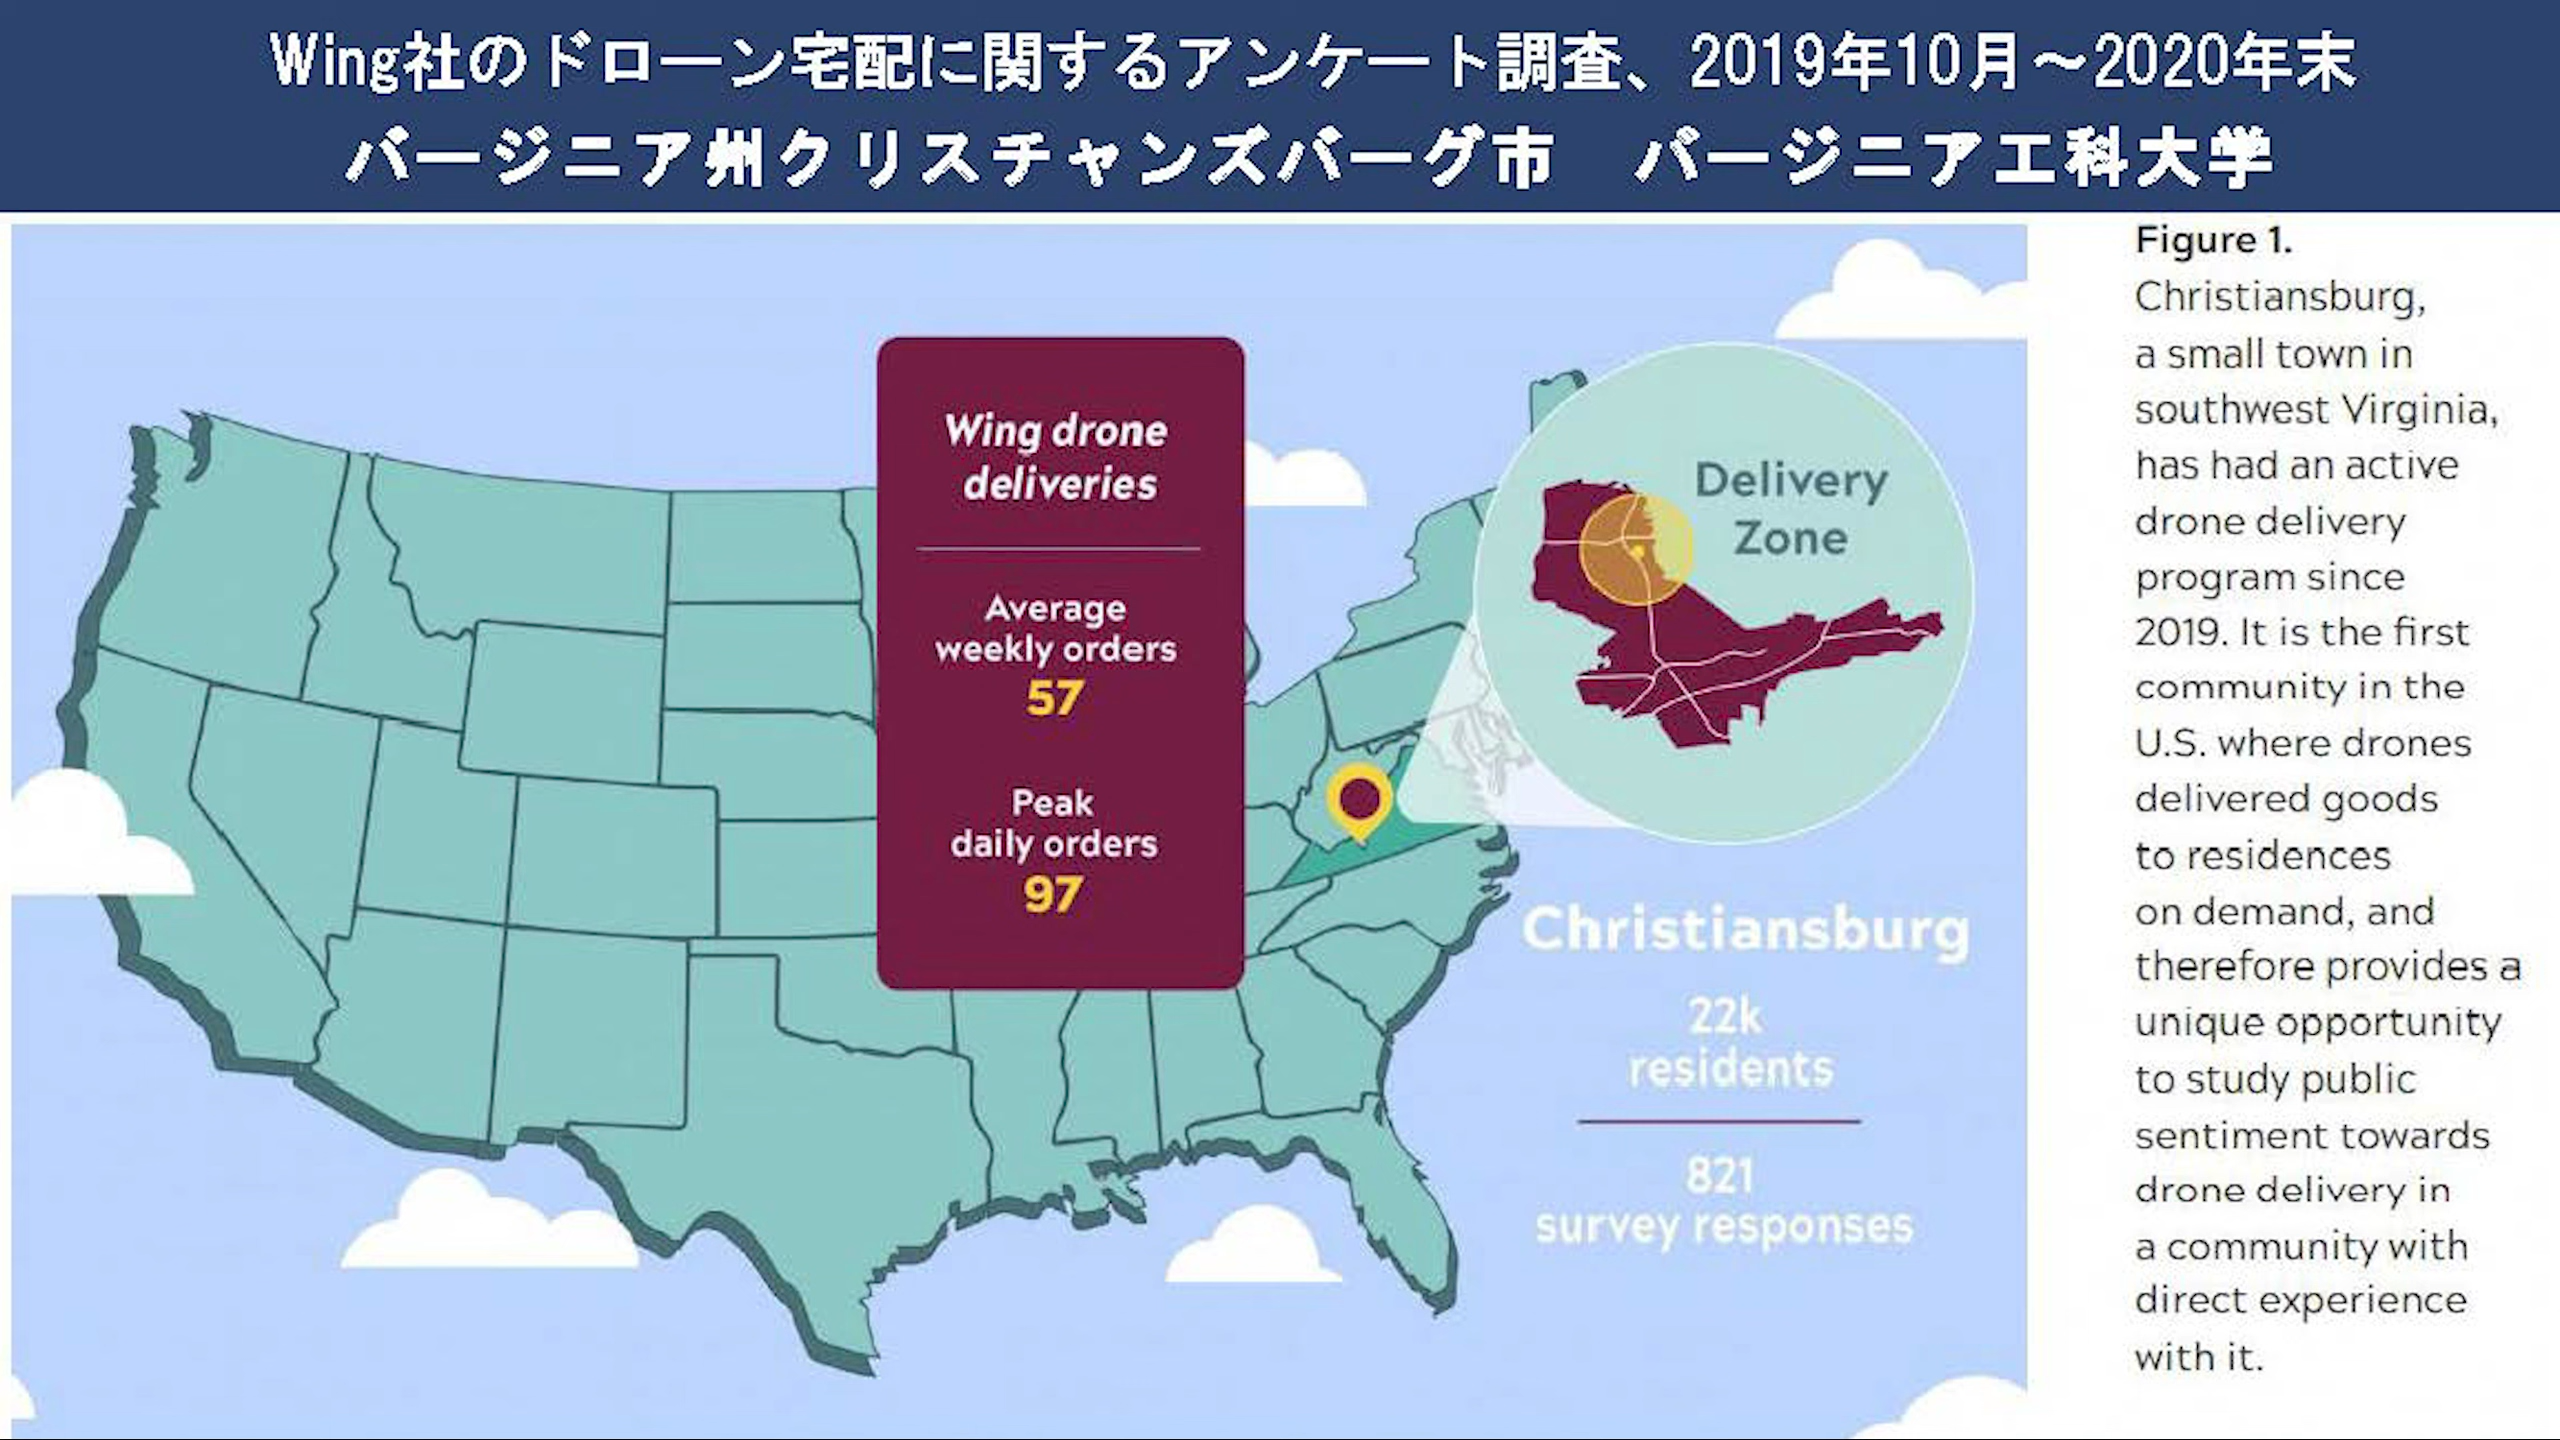 Wing社のドローン宅配に関するアンケート調査、2019年10月～2020年末
バージニア州クリスチャンズバーグ市　バージニア工科大学
Wing drone
deliveries
Average
weekly orders
57
Peak
daily orders
97
Delivery
Zone
Christiansburg
22k
residents
821
survey responses
Figure 1.
Christiansburg,
a small town in
southwest Virginia,
has had an active
drone delivery
program since
2019. It is the first
community in the
U.S. where drones
delivered goods
to residences
on demand, and
therefore provides a
unique opportunity
to study public
sentiment towards
drone delivery in
a community with
direct experience
with it.